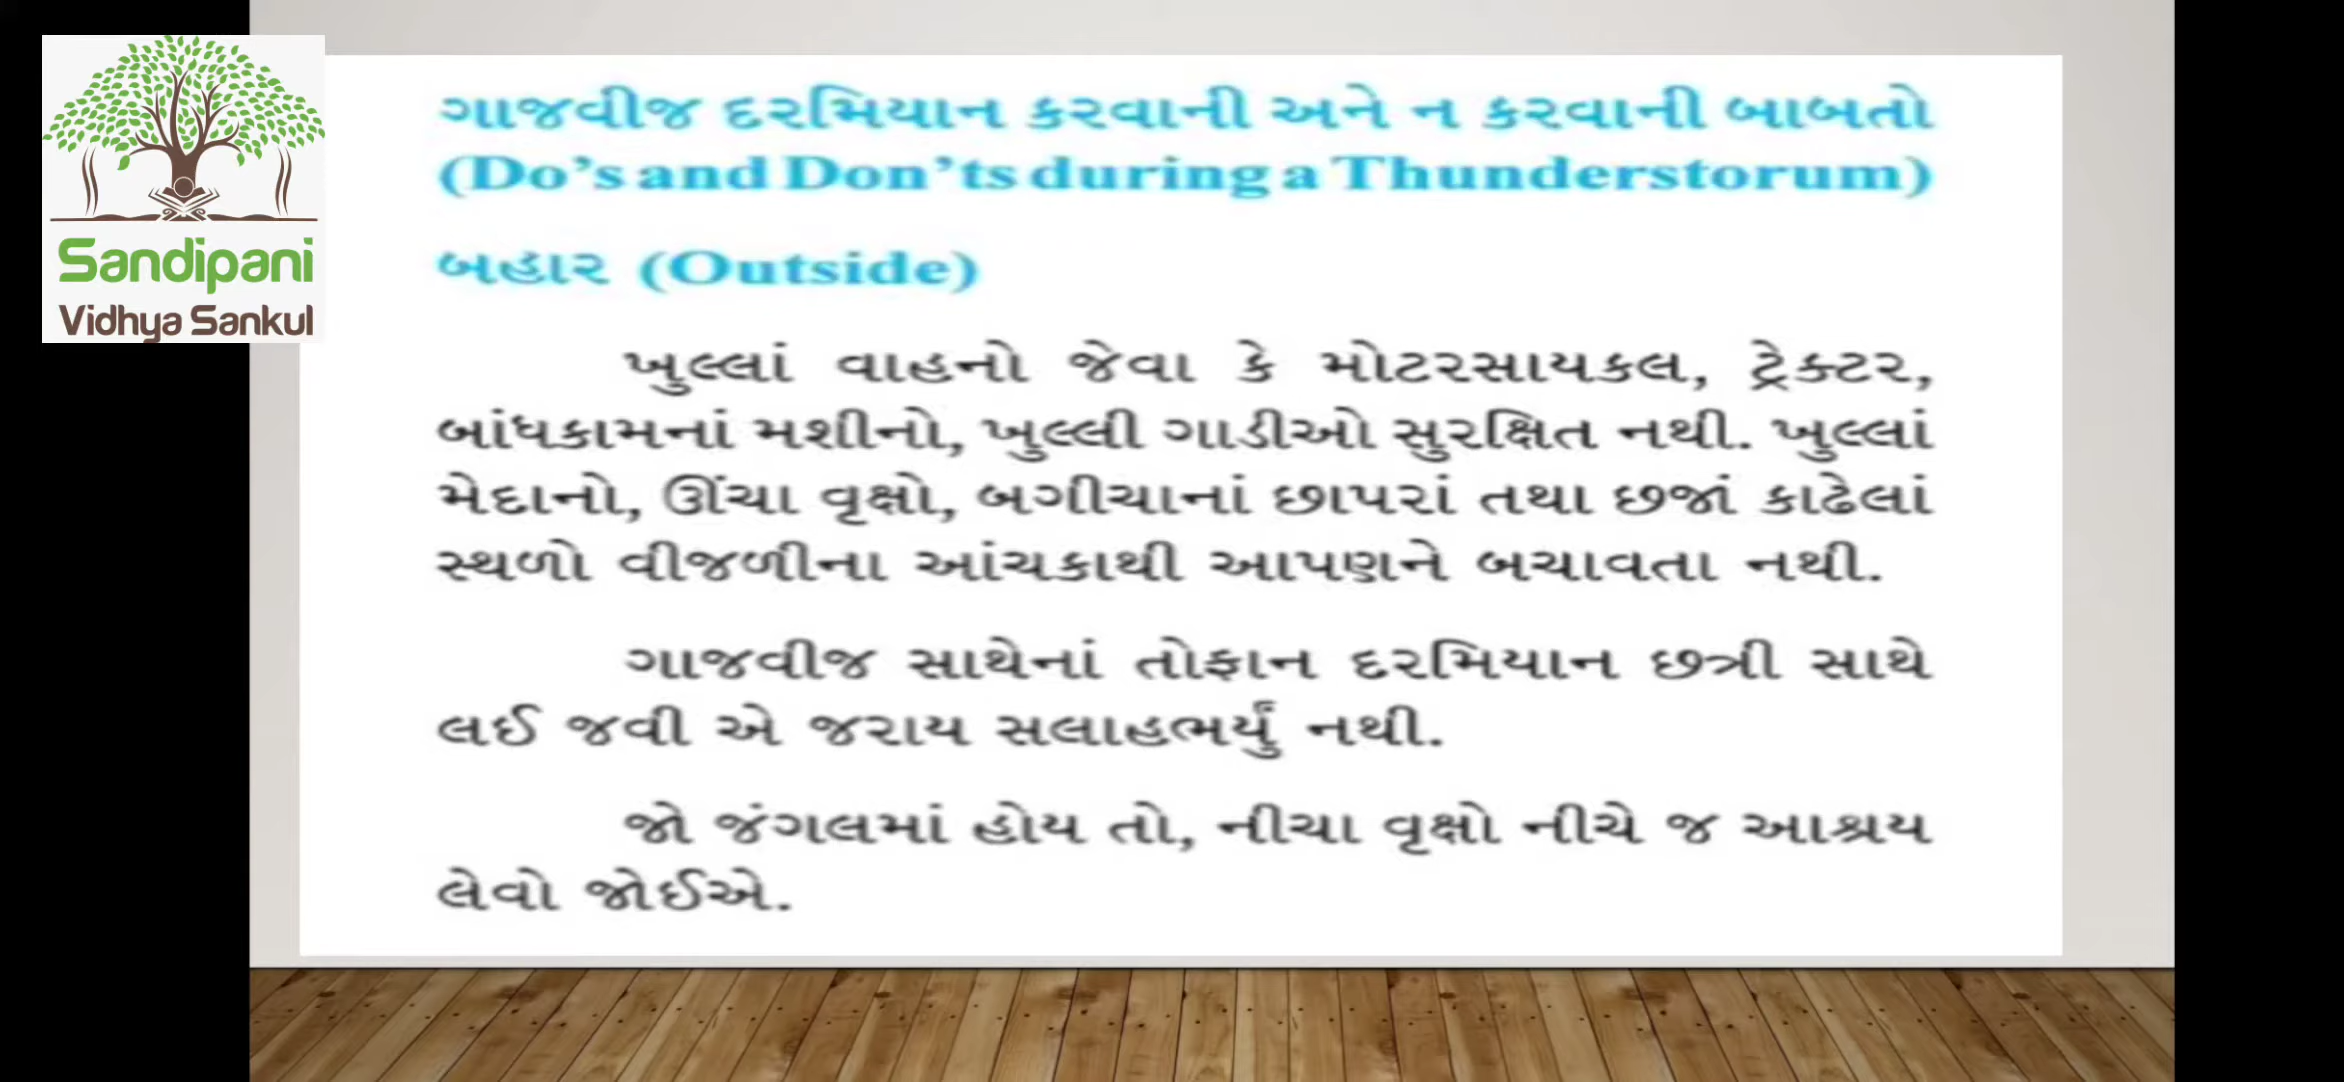 Sandipani
Vidhya Sankul
ગાજવીજ દરમિયાન કરવાની અને ન કરવાની બાબતો
(Do’s and Don’ts during a Thunderstorum)
બહાર (Outside)
ખુલ્લાં વાહનો જેવા કે મોટરસાયકલ, ટ્રેક્ટર,
બાંધકામનાં મશીનો, ખુલ્લી ગાડીઓ સુરક્ષિત નથી. ખુલ્લાં
મેદાનો, ઊંચા વૃક્ષો, બગીચાનાં છાપરાં તથા છજાં કાઢેલાં
સ્થળો વીજળીના આંચકાથી આપણને બચાવતા નથી.
ગાજવીજ સાથેનાં તોફાન દરમિયાન છત્રી સાથે
લઈ જવી એ જરાય સલાહભર્યું નથી.
જો જંગલમાં હોય તો, નીચા વૃક્ષો નીચે જ આશ્રય
લેવો જોઈએ.